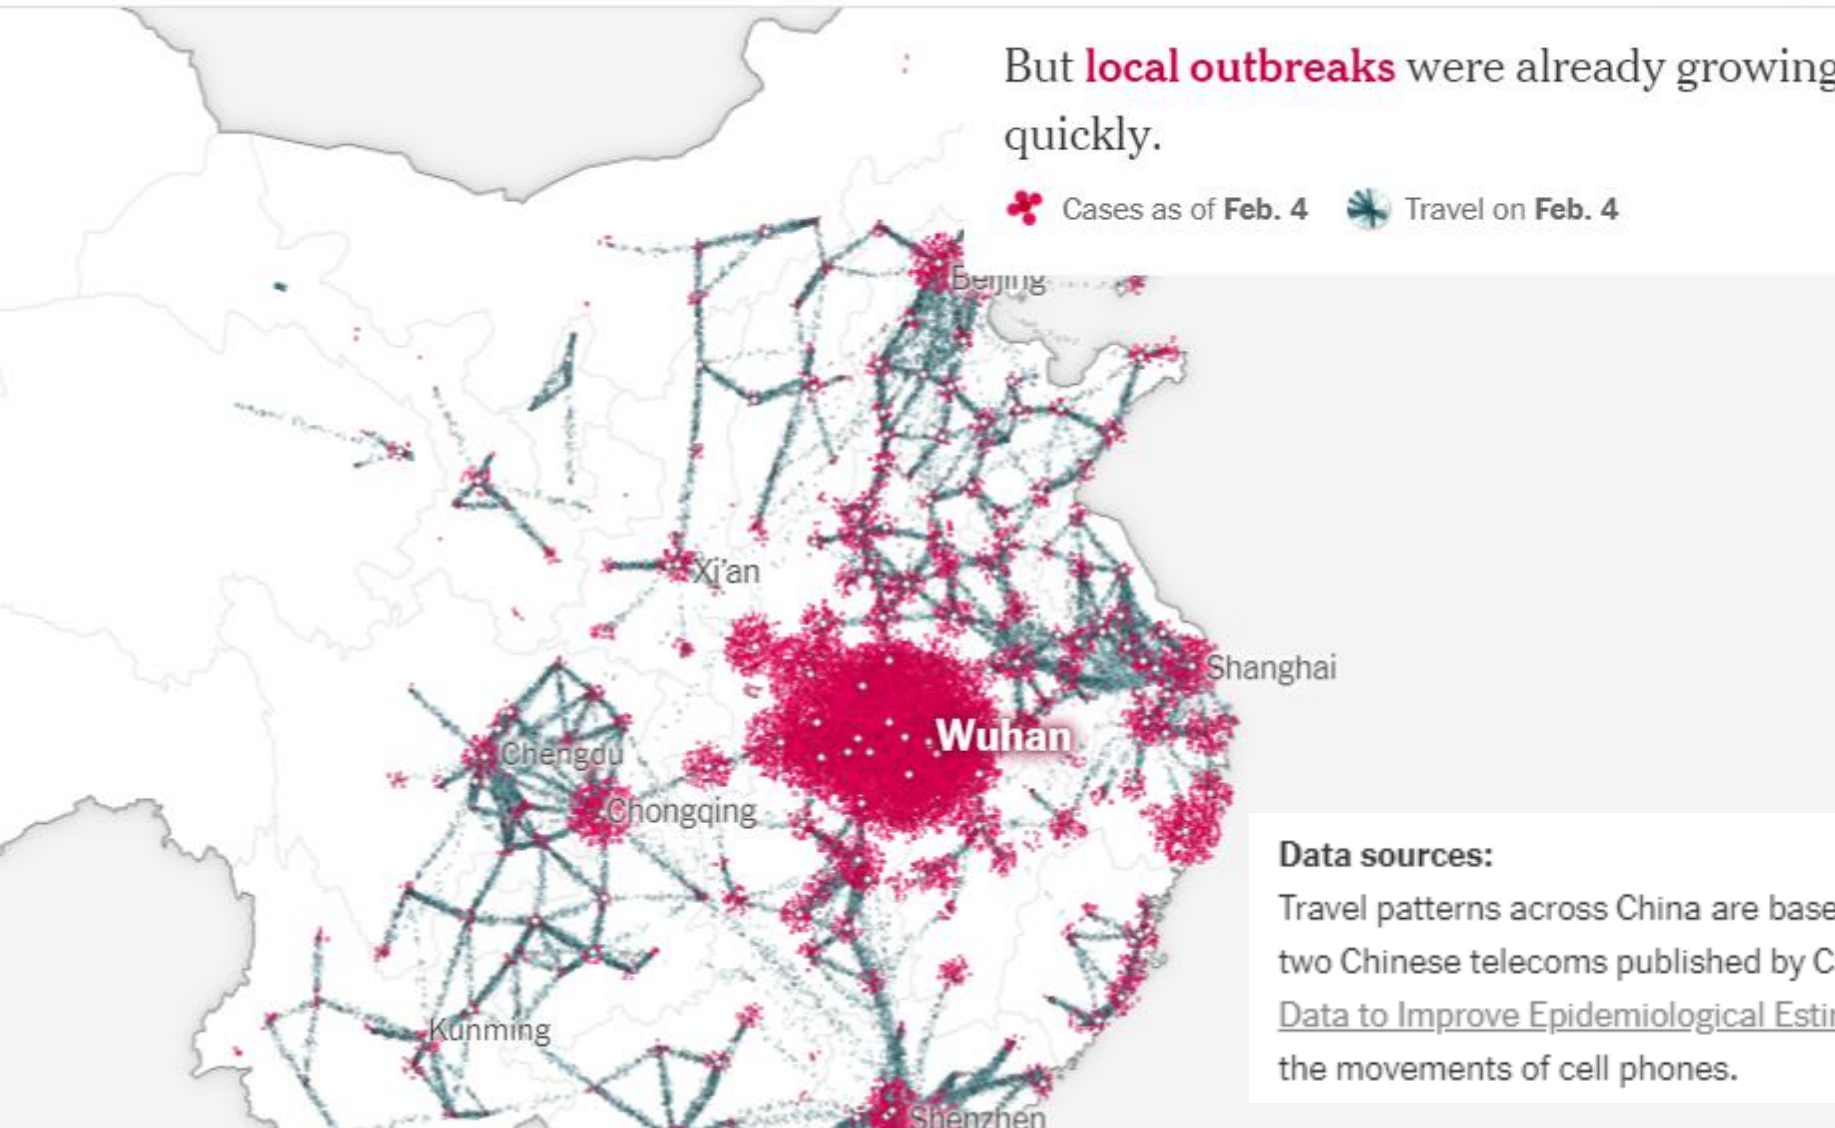 But local outbreaks were already growing
quickly.
Cases as of Feb. 4 Travel on Feb. 4
Beijing
Xi'an
Shanghai
Wuhan
Chengdu
Chongqing
Kunming
Shenzhen
Data sources:
Travel patterns across China are base
two Chinese telecoms published by C
Data to Improve Epidemiological Esti
the movements of cell phones.